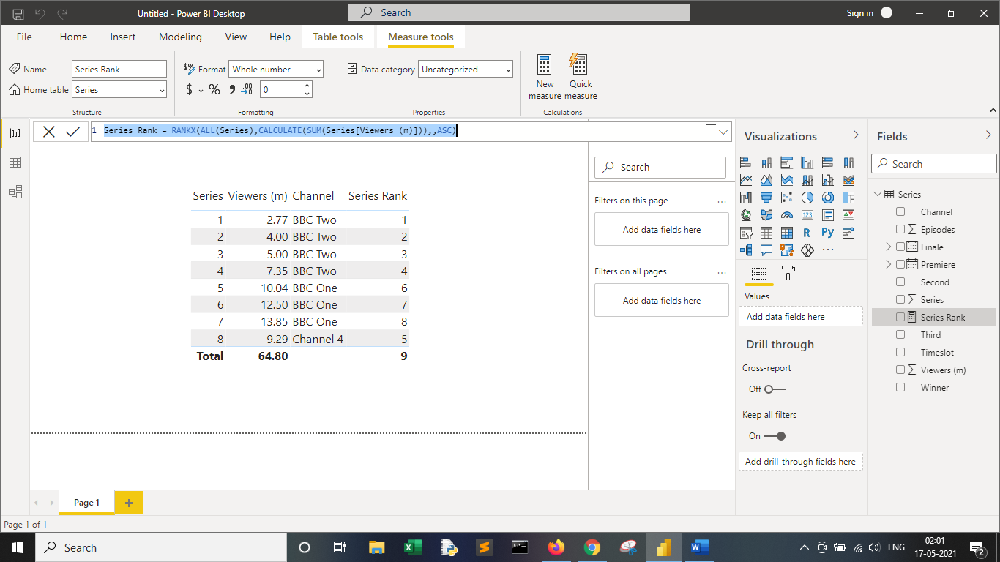 Untitled - Power BI Desktop
Search
Sign in
File Home Insert Modeling View Help Table tools Measure tools
Name Series Rank
Home table Series
Structure
$% Format Whole number
$ % 9 .00 0
Formatting
Data category Uncategorized
Properties
New measure
Quick measure
Calculations
1 Series Rank = RANKX(ALL(Series),CALCULATE(SUM(Series[Viewers (m)])),,ASC)
Series Viewers (m) Channel Series Rank
1 2.77 BBC Two 1
2 4.00 BBC Two 2
3 5.00 BBC Two 3
4 7.35 BBC Two 4
5 10.04 BBC One 6
6 12.50 BBC One 7
7 13.85 BBC One 8
8 9.29 Channel 4 5
Total 64.80 9
Search
Filters on this page ...
Add data fields here
Filters on all pages ...
Add data fields here
Visualizations
R Py
...
Values
Add data fields here
Drill through
Cross-report
Off
Keep all filters
On
Add drill-through fields here
Fields
Search
Series
Channel
Σ Episodes
Finale
Premiere
Second
Σ Series
Series Rank
Third
Timeslot
Σ Viewers (m)
Winner
Page 1
+
Page 1 of 1
Search
ENG
02:01
17-05-2021
2